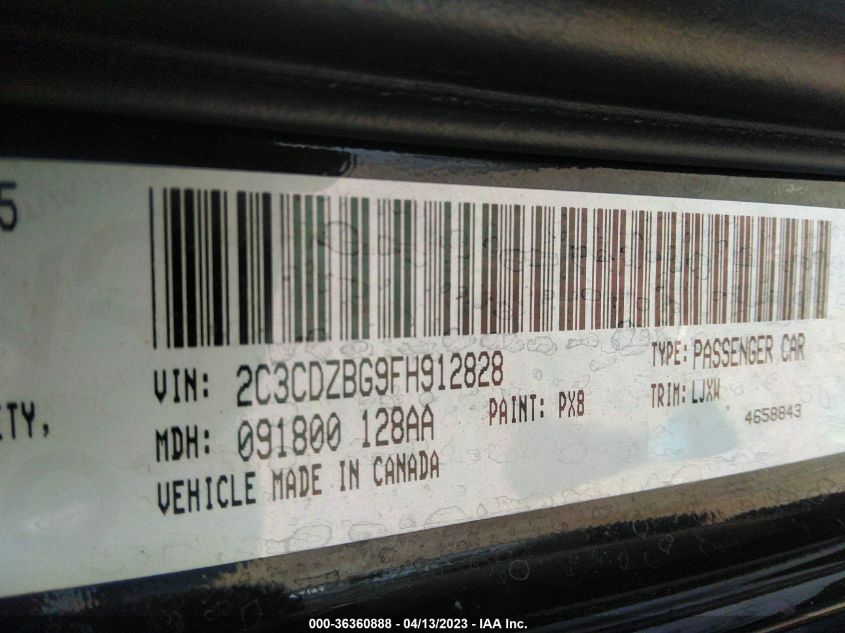 5
ITY,
VIN: 2C3CDZBG9FH912828 TYPE: PASSENGER CAR
MDH: 091800 128AA PAINT: PX8 TRIM: LJXW
4658843
VEHICLE MADE IN CANADA
000-36360888 - 04/13/2023 - IAA Inc.